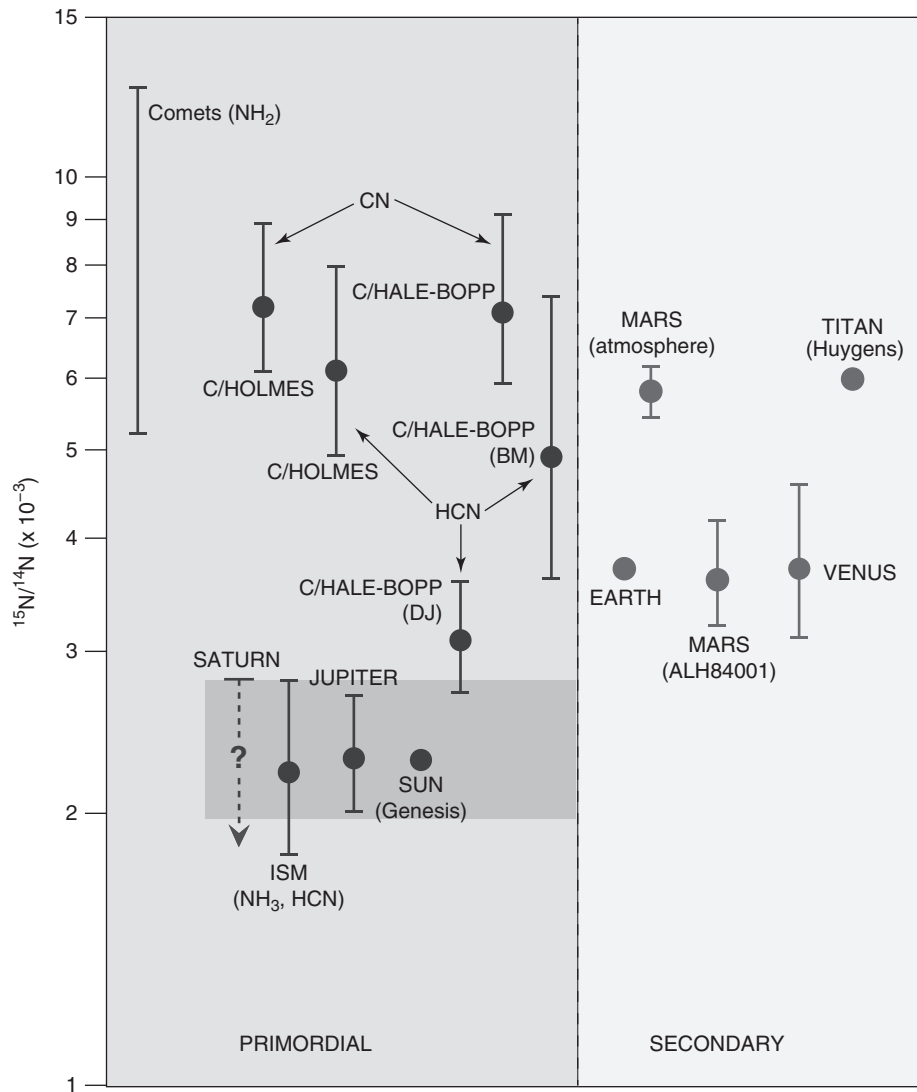 15
10
9
8
7
6
5
4
3
2
1
¹⁵N/¹⁴N (x 10⁻³)
Comets (NH₂)
CN
C/HOLMES
C/HALE-BOPP
C/HOLMES
C/HALE-BOPP
(BM)
HCN
C/HALE-BOPP
(DJ)
SATURN
?
JUPITER
SUN
(Genesis)
ISM
(NH₃, HCN)
PRIMORDIAL
MARS
(atmosphere)
TITAN
(Huygens)
EARTH
MARS
(ALH84001)
VENUS
SECONDARY